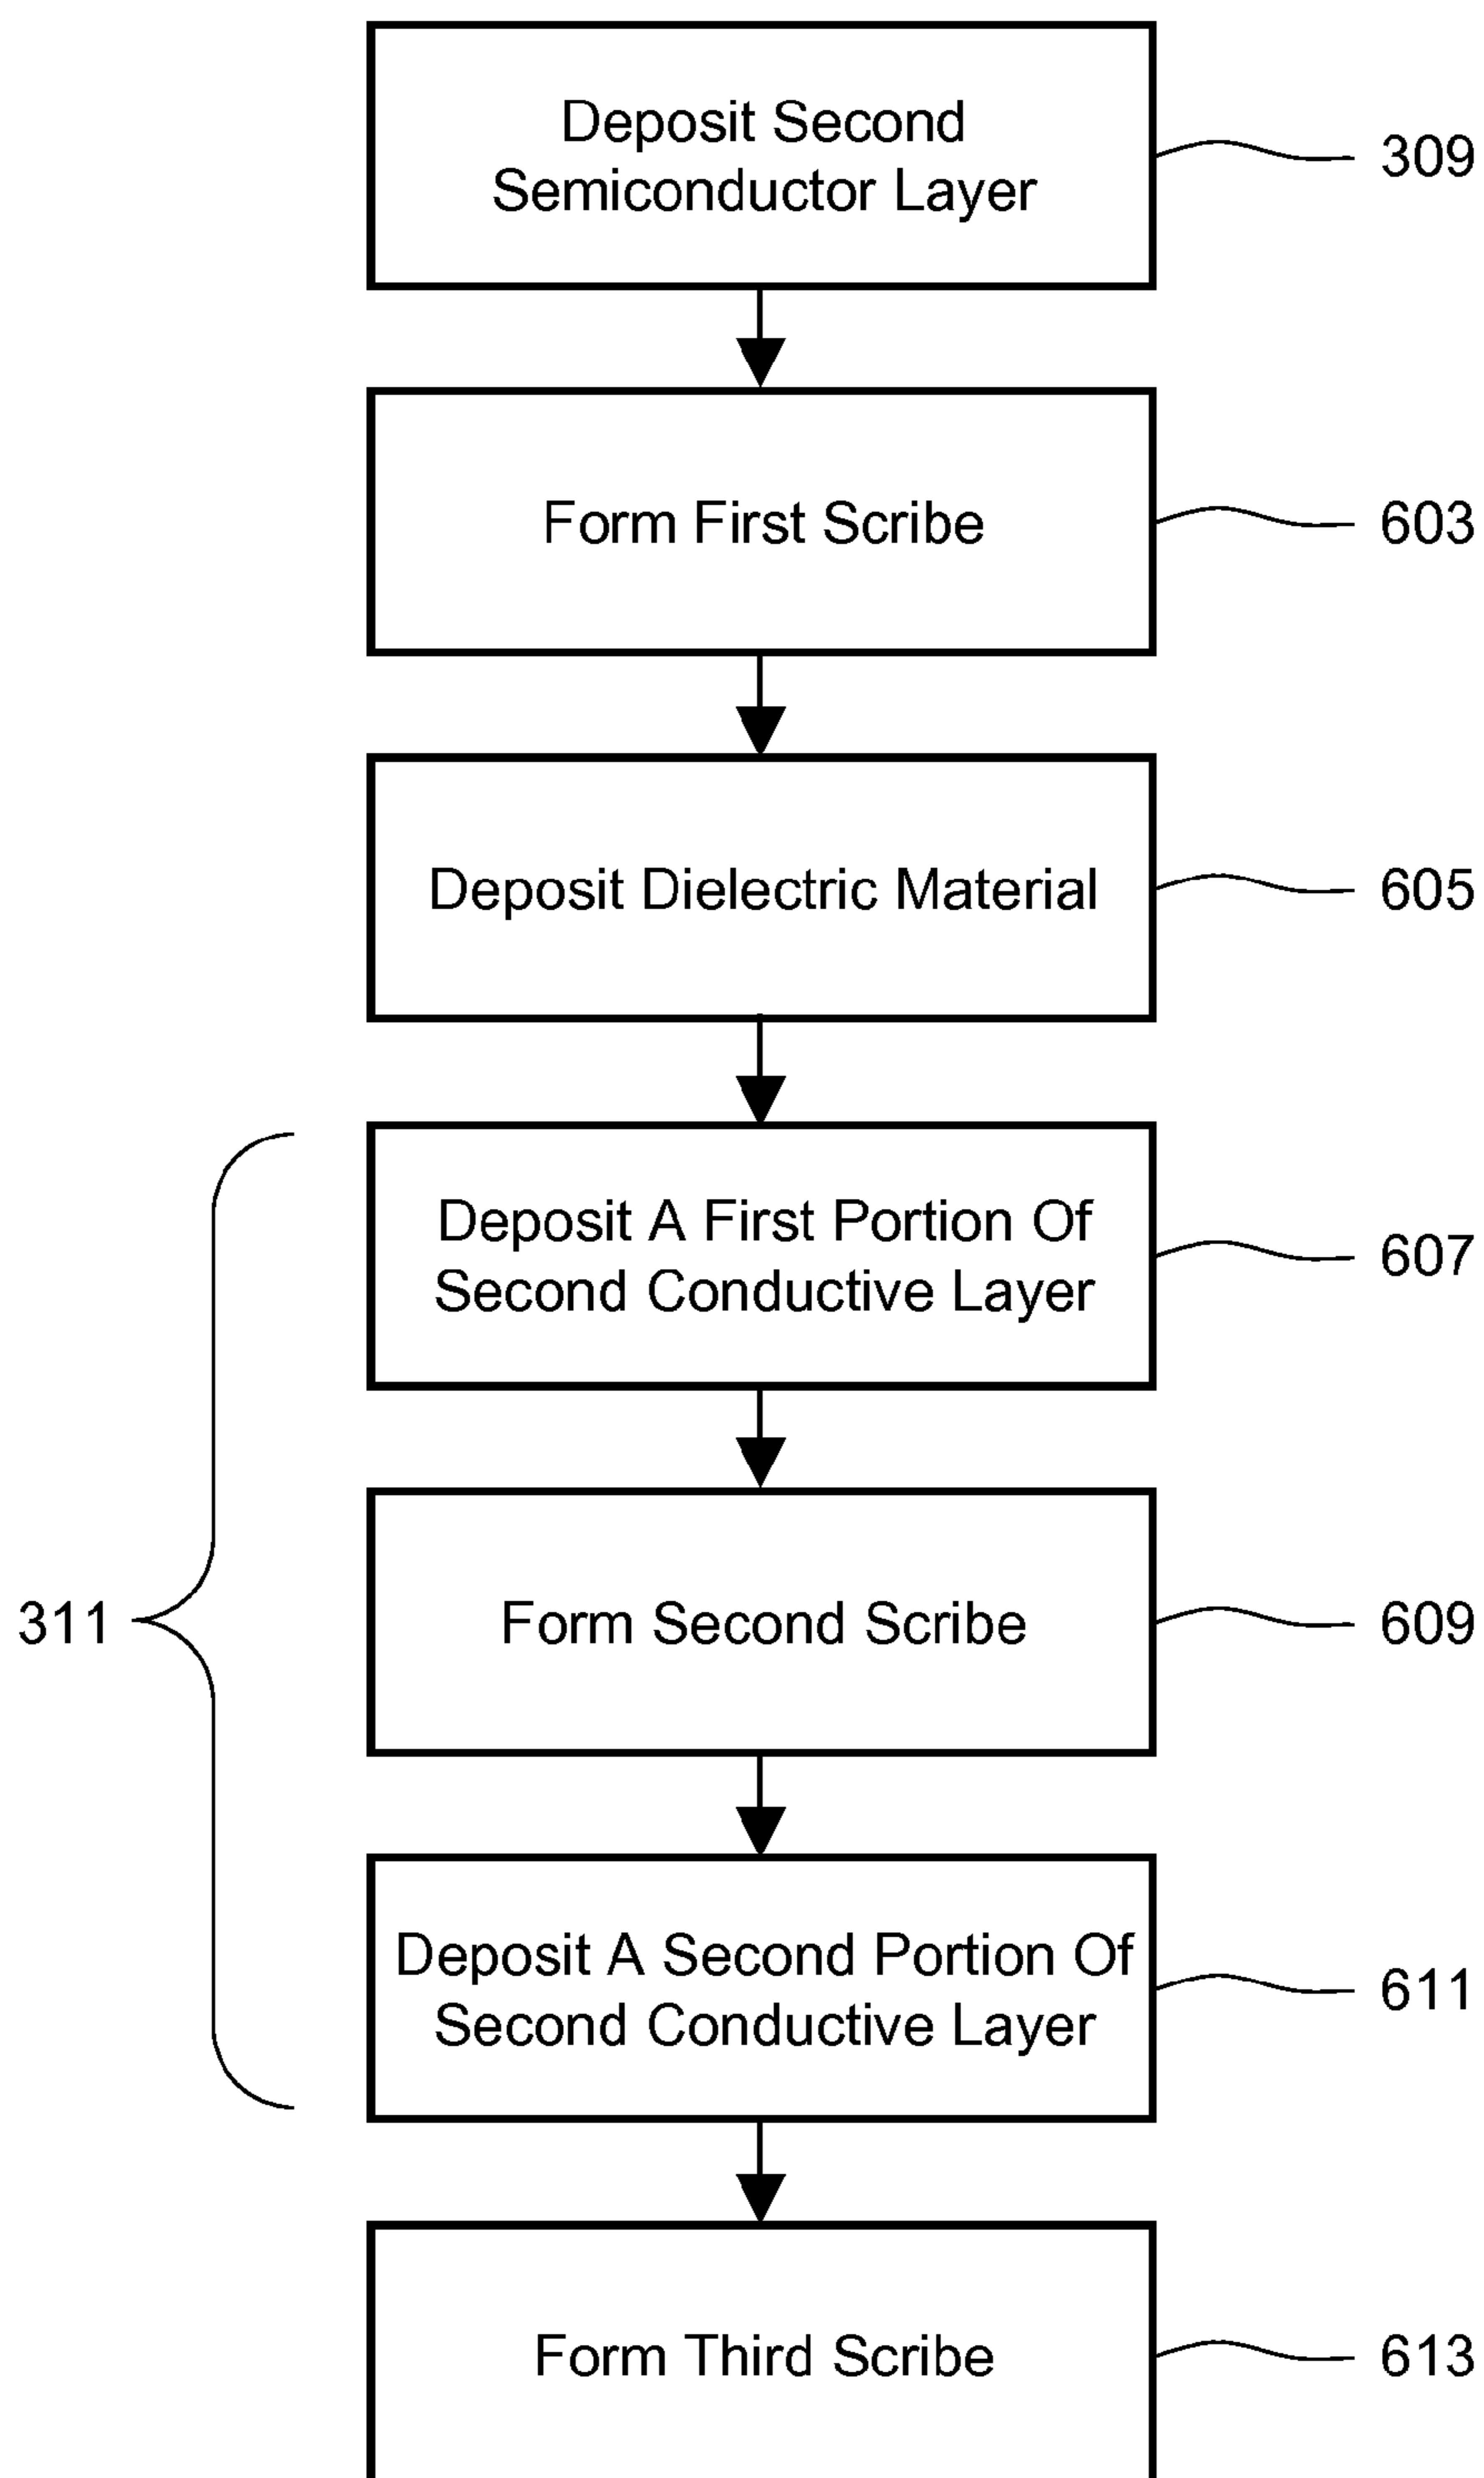 Deposit Second
Semiconductor Layer
309
Form First Scribe
603
Deposit Dielectric Material
605
Deposit A First Portion Of
Second Conductive Layer
607
311
Form Second Scribe
609
Deposit A Second Portion Of
Second Conductive Layer
611
Form Third Scribe
613